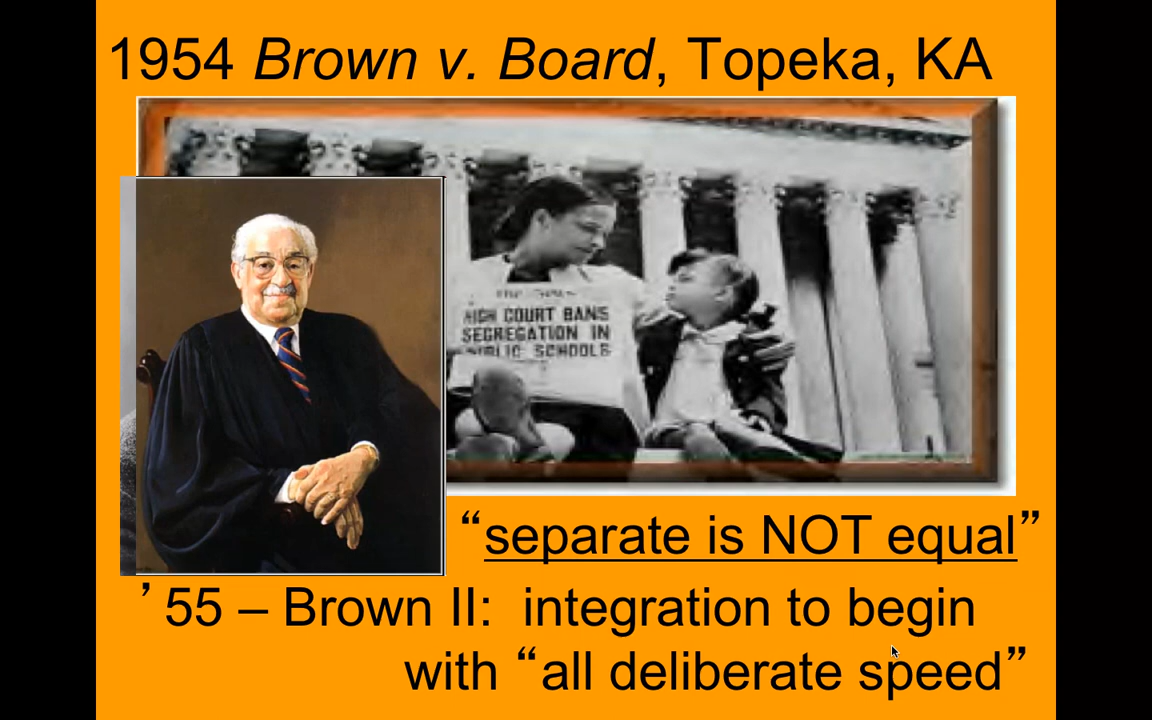 1954 Brown v. Board, Topeka, KA
HIGH COURT BANS
SEGREGATION IN
PUBLIC SCHOOLS
“separate is NOT equal”
’55 – Brown II:  integration to begin
with “all deliberate speed”